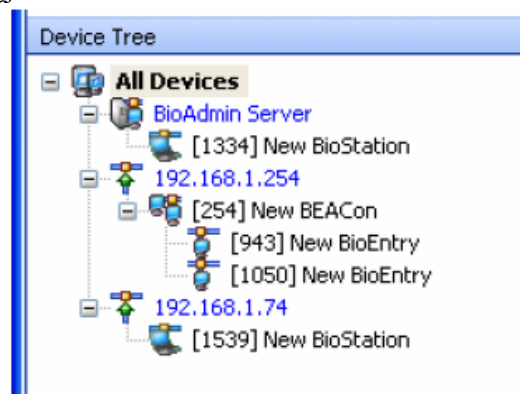 Device Tree
All Devices
BioAdmin Server
[1334] New BioStation
192.168.1.254
[254] New BEACon
[943] New BioEntry
[1050] New BioEntry
192.168.1.74
[1539] New BioStation